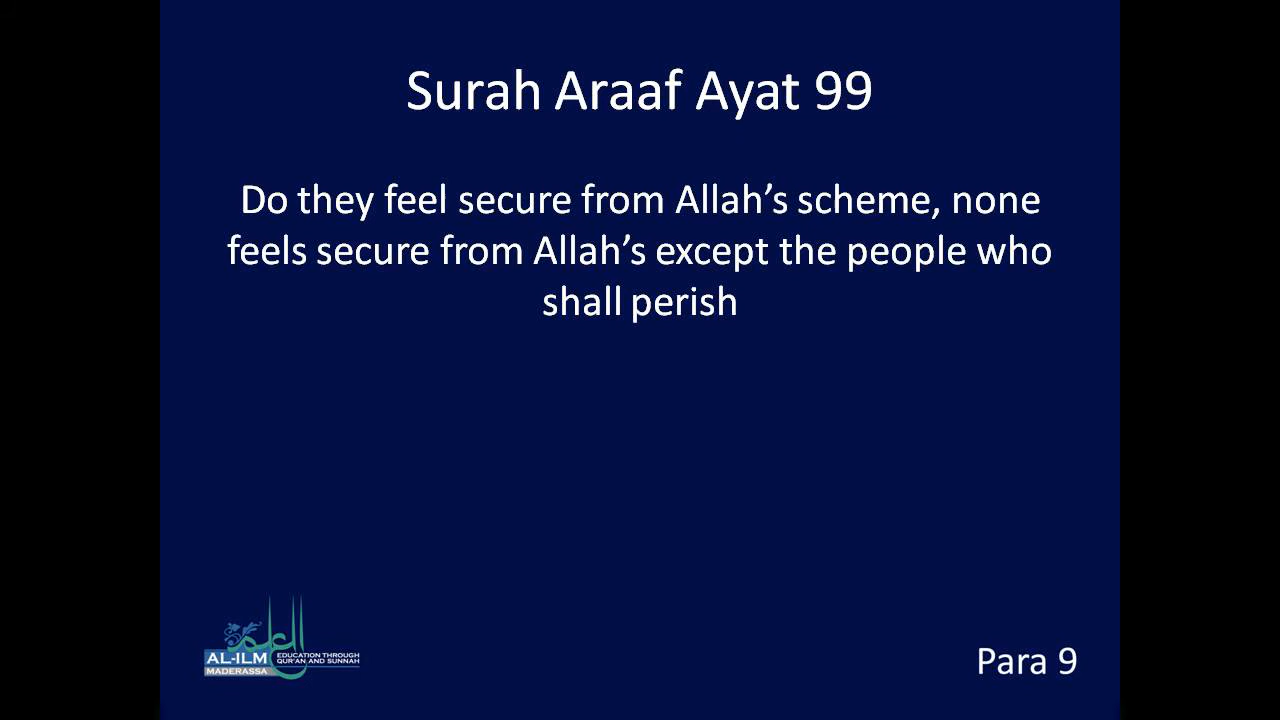 Surah Araaf Ayat 99
Do they feel secure from Allah’s scheme, none
feels secure from Allah’s except the people who
shall perish
العلم
AL-ILM
MADERASSA
EDUCATION THROUGH
QUR'AN AND SUNNAH
Para 9